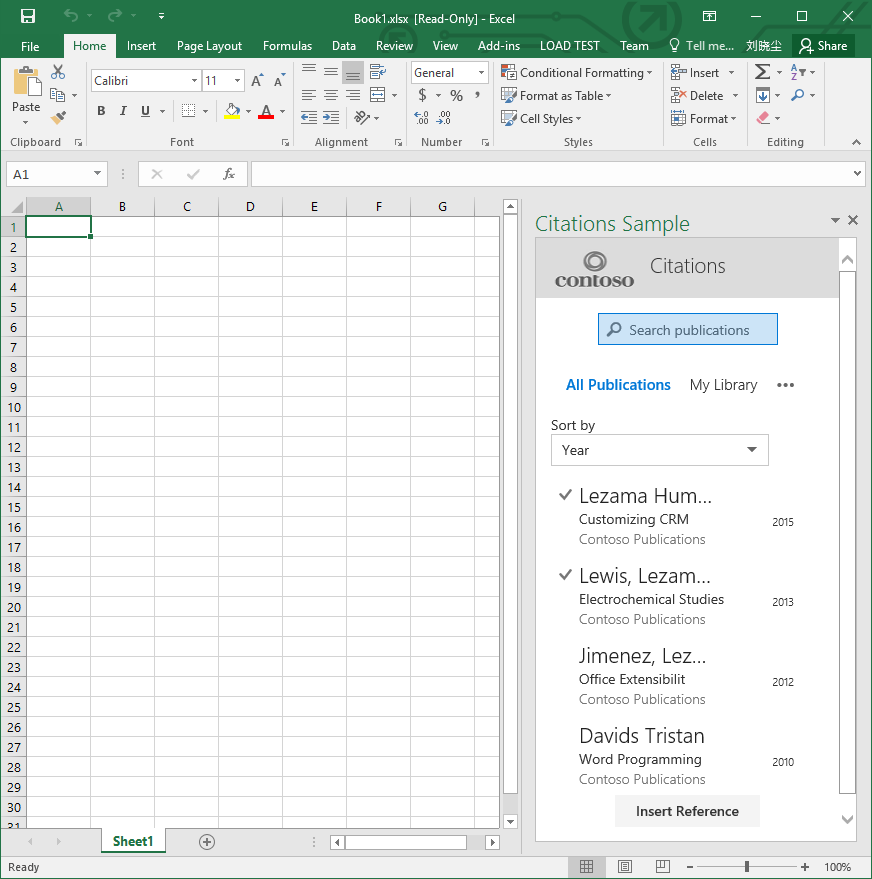 Book1.xlsx [Read-Only] - Excel
File Home Insert Page Layout Formulas Data Review View Add-ins LOAD TEST Team Tell me... 刘晓尘 Share
Paste
Calibri 11
B I U A
General
$ % ,
Conditional Formatting
Format as Table
Cell Styles
Insert
Delete
Format
Clipboard Font Alignment Number Styles Cells Editing
A1 fx
A B C D E F G
1
2
3
4
5
6
7
8
9
10
11
12
13
14
15
16
17
18
19
20
21
22
23
24
25
26
27
28
29
30
31
Citations Sample
contoso Citations
Search publications
All Publications My Library •••
Sort by
Year
Lezama Hum...
Customizing CRM 2015
Contoso Publications
Lewis, Lezam...
Electrochemical Studies 2013
Contoso Publications
Jimenez, Lez...
Office Extensibilit 2012
Contoso Publications
Davids Tristan
Word Programming 2010
Contoso Publications
Insert Reference
Sheet1
Ready 100%